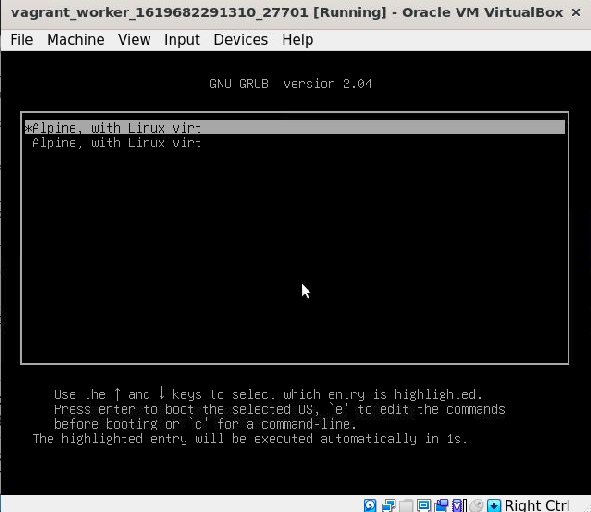 vagrant_worker_1619682291310_27701 [Running] - Oracle VM VirtualBox ×
File Machine View Input Devices Help
GNU GRUB version 2.04
*Alpine, with Linux virt
Alpine, with Linux virt
Use the ↑ and ↓ keys to select which entry is highlighted.
Press enter to boot the selected OS, `e' to edit the commands
before booting or `c' for a command-line.
The highlighted entry will be executed automatically in 1s.
Right Ctrl